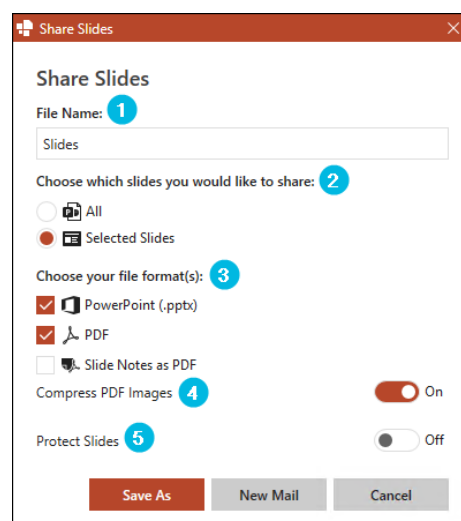 Share Slides
Share Slides
File Name: 1
Slides
Choose which slides you would like to share: 2
All
Selected Slides
Choose your file format(s): 3
PowerPoint (.pptx)
PDF
Slide Notes as PDF
Compress PDF Images 4 On
Protect Slides 5 Off
Save As New Mail Cancel